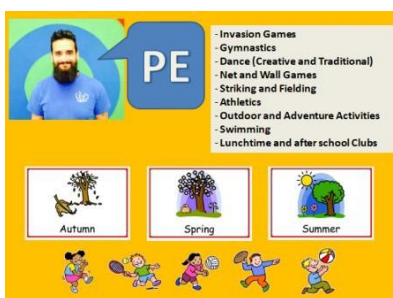 PE
- Invasion Games
- Gymnastics
- Dance (Creative and Traditional)
- Net and Wall Games
- Striking and Fielding
- Athletics
- Outdoor and Adventure Activities
- Swimming
- Lunchtime and after school Clubs
Autumn
Spring
Summer